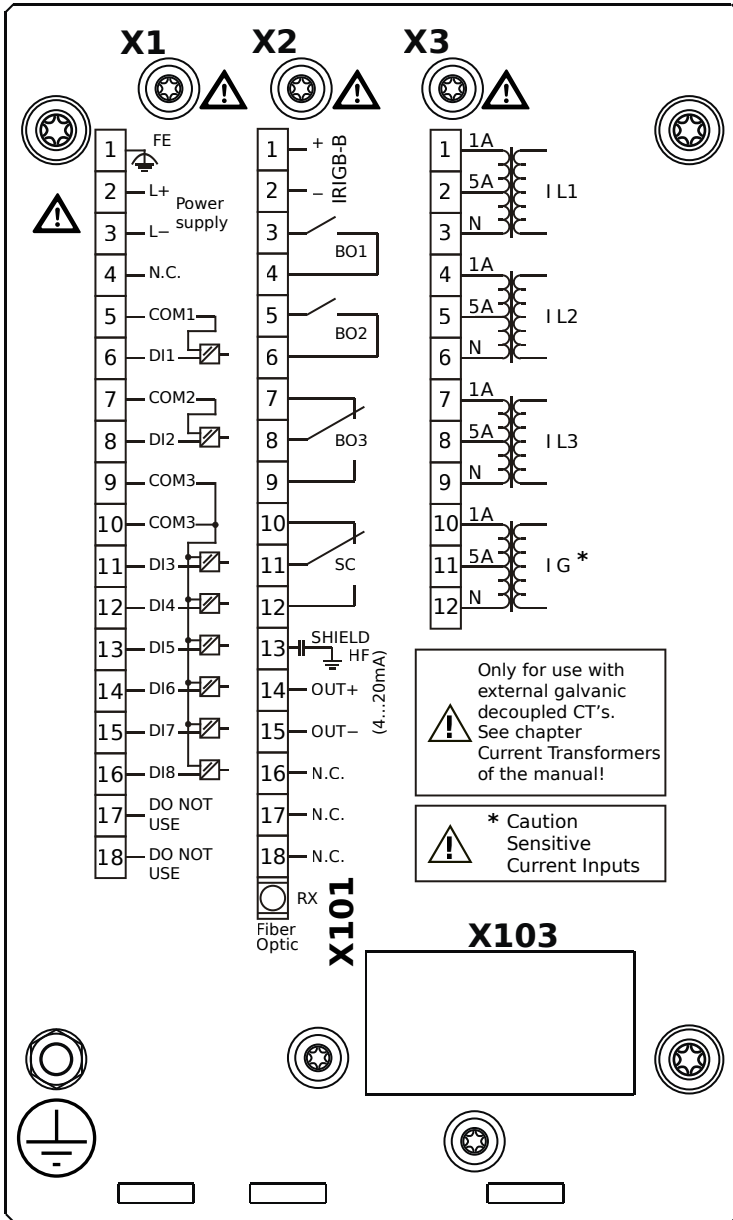 X1
1 FE
2 L+ Power
supply
3 L−
4 N.C.
5 COM1
6 DI1
7 COM2
8 DI2
9 COM3
10 COM3
11 DI3
12 DI4
13 DI5
14 DI6
15 DI7
16 DI8
17 DO NOT
USE
18 DO NOT
USE
X2
1 +
2 −
IRIGB-B
3
BO1
4
5
BO2
6
7
8 BO3
9
10
11 SC
12
13 SHIELD
HF
14 OUT+
15 OUT−
(4...20mA)
16 N.C.
17 N.C.
18 N.C.
RX
Fiber
Optic
X101
X3
1 1A
2 5A I L1
3 N
4 1A
5 5A I L2
6 N
7 1A
8 5A I L3
9 N
10 1A
11 5A I G *
12 N
! Only for use with
external galvanic
decoupled CT's.
See chapter
Current Transformers
of the manual!
! * Caution
Sensitive
Current Inputs
X103